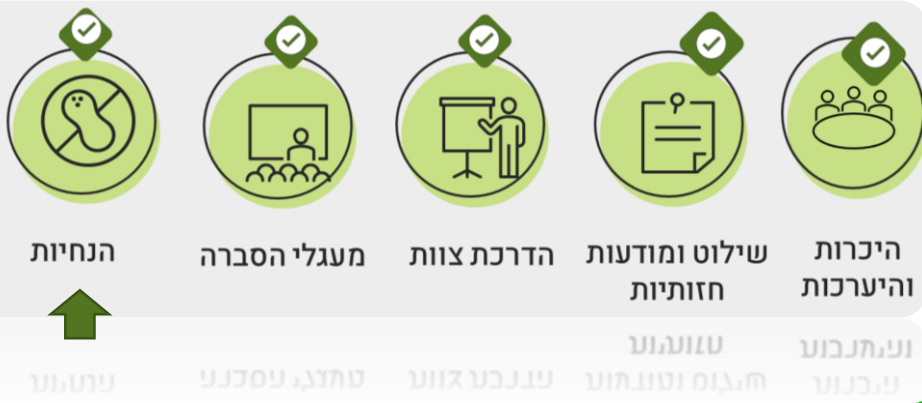 היכרות
והיערכות
שילוט ומודעות
חזותיות
הדרכת צוות
מעגלי הסברה
הנחיות